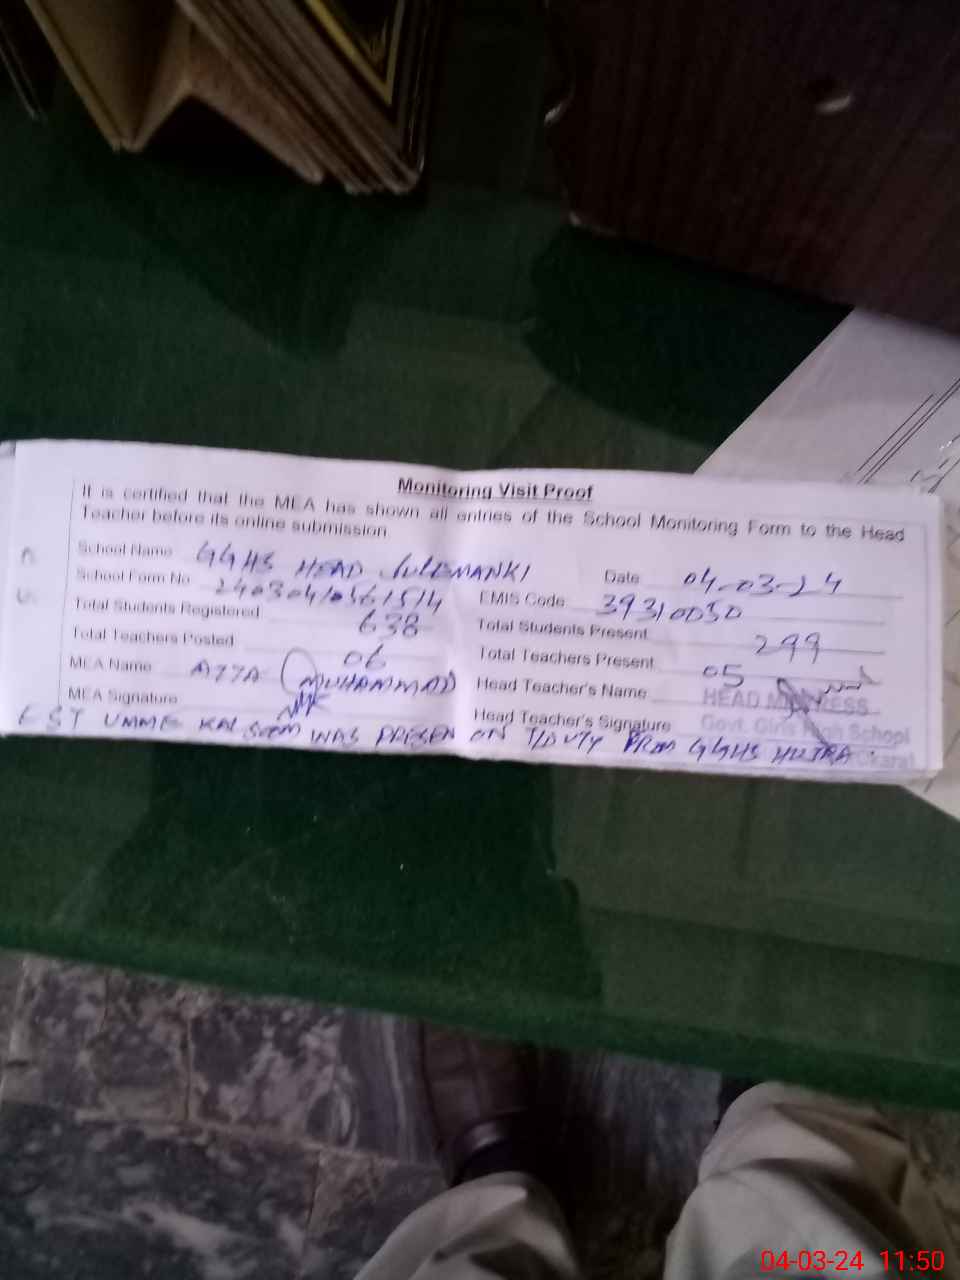 Monitoring Visit Proof
It is certified that the MEA has shown all entries of the School Monitoring Form to the Head
Teacher before its online submission
School Name GGHS HEAD SULEMANKI Date 04-03-24
School Form No EMIS Code 39310050
Total Students Registered 638 Total Students Present 299
Total Teachers Posted 06 Total Teachers Present 05
MEA Name MUHAMMAD Head Teacher's Name
HEAD MISTRESS
MEA Signature Head Teacher's Signature
Govt. Girls High School
EST UMME KALSOOM WAS PRESEN ON T/DUTY FROM GGHS
Okara
04-03-24 11:50